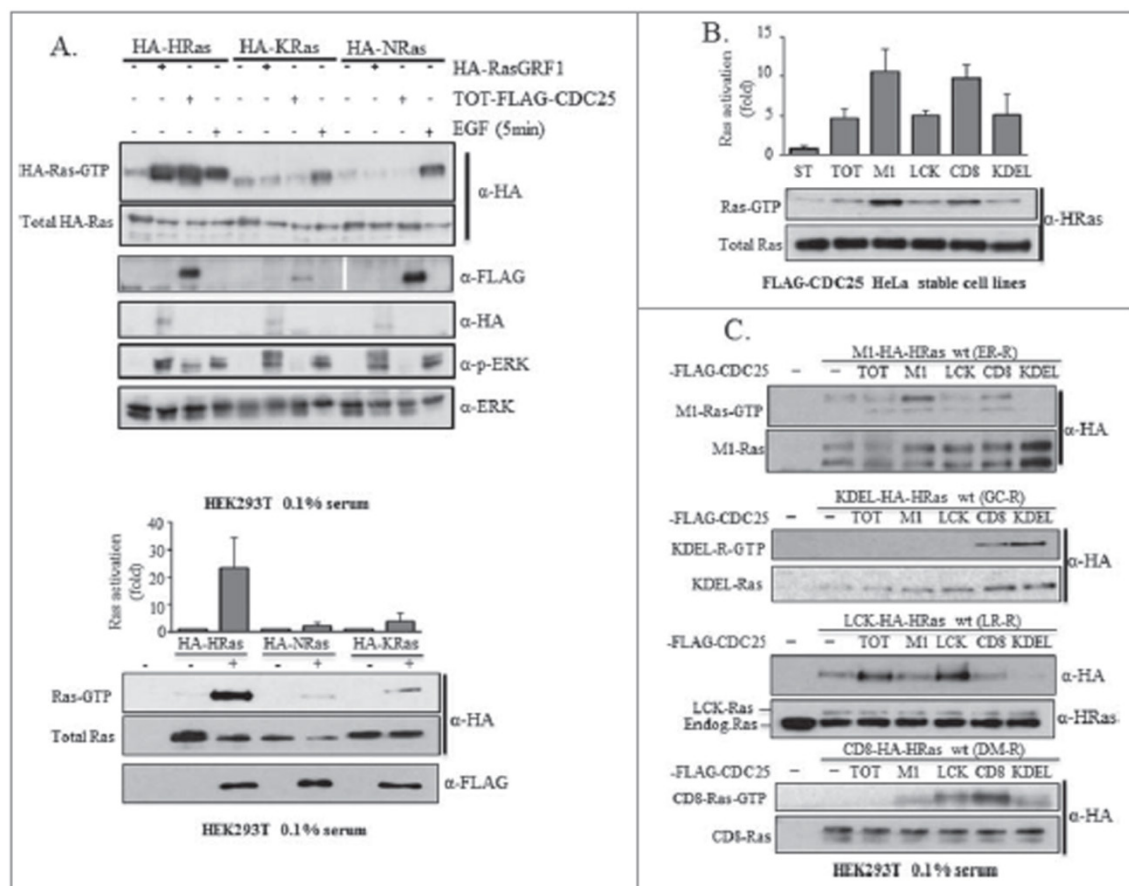 A.
HA-HRas HA-KRas HA-NRas
- + - - - + - - - + - - HA-RasGRF1
- - + - - - + - - - + - TOT-FLAG-CDC25
- - - + - - - + - - - + EGF (5min)
HA-Ras-GTP
α-HA
Total HA-Ras
α-FLAG
α-HA
α-p-ERK
α-ERK
HEK293T 0.1% serum
Ras activation
(fold)
40
30
20
10
0
HA-HRas HA-NRas HA-KRas
- - + - + - +
Ras-GTP
α-HA
Total Ras
α-FLAG
HEK293T 0.1% serum
B.
Ras activation
(fold)
15
10
5
0
ST TOT M1 LCK CD8 KDEL
Ras-GTP
α-HRas
Total Ras
FLAG-CDC25 HeLa stable cell lines
C.
M1-HA-HRas wt (ER-R)
-FLAG-CDC25 – – TOT M1 LCK CD8 KDEL
M1-Ras-GTP
α-HA
M1-Ras
KDEL-HA-HRas wt (GC-R)
-FLAG-CDC25 – – TOT M1 LCK CD8 KDEL
KDEL-R-GTP
α-HA
KDEL-Ras
LCK-HA-HRas wt (LR-R)
-FLAG-CDC25 – – TOT M1 LCK CD8 KDEL
α-HA
LCK-Ras
α-HRas
Endog.Ras
CD8-HA-HRas wt (DM-R)
-FLAG-CDC25 – – TOT M1 LCK CD8 KDEL
CD8-Ras-GTP
α-HA
CD8-Ras
HEK293T 0.1% serum